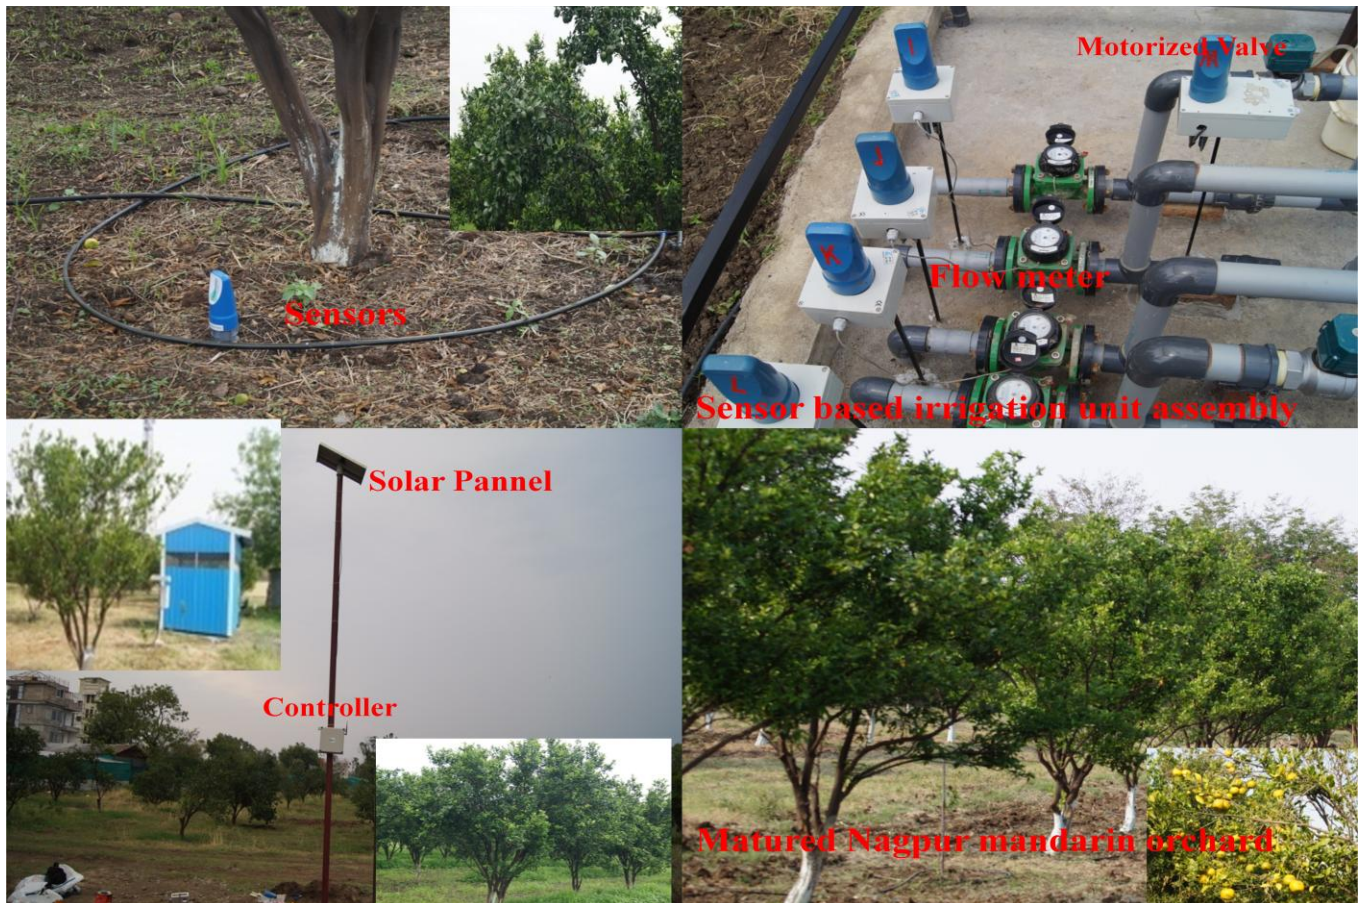 Sensors
I
Motorized Valve
M
J
K
Flow meter
L
Sensor based irrigation unit assembly
Solar Pannel
Controller
Matured Nagpur mandarin orchard